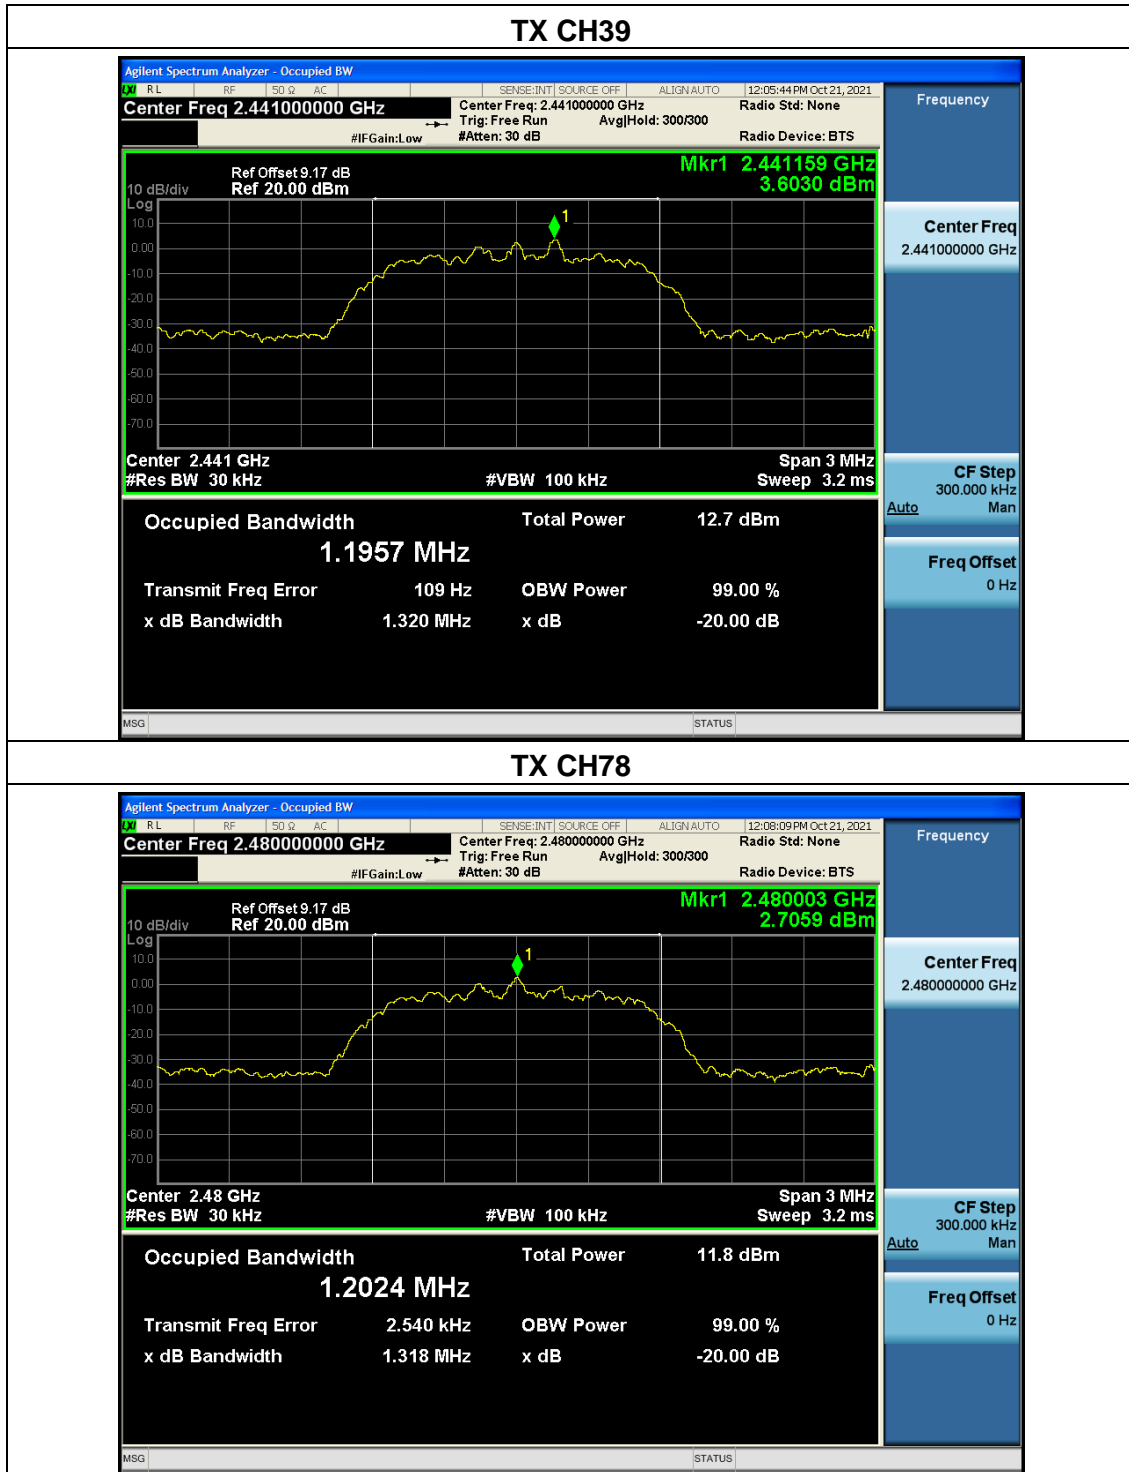 TX CH39
Agilent Spectrum Analyzer - Occupied BW
LXI RL RF 50 Ω AC SENSE:INT SOURCE OFF ALIGN AUTO 12:05:44 PM Oct 21, 2021
Center Freq 2.441000000 GHz
Center Freq: 2.441000000 GHz Radio Std: None
Trig: Free Run Avg|Hold: 300/300
#IFGain:Low #Atten: 30 dB Radio Device: BTS
Frequency
Mkr1 2.441159 GHz
3.6030 dBm
Ref Offset 9.17 dB
10 dB/div Ref 20.00 dBm
Log
10.0
0.00
-10.0
-20.0
-30.0
-40.0
-50.0
-60.0
-70.0
1
Center Freq
2.441000000 GHz
Center 2.441 GHz Span 3 MHz
#Res BW 30 kHz #VBW 100 kHz Sweep 3.2 ms
CF Step
300.000 kHz
Auto Man
Occupied Bandwidth Total Power 12.7 dBm
1.1957 MHz
Transmit Freq Error 109 Hz OBW Power 99.00 %
x dB Bandwidth 1.320 MHz x dB -20.00 dB
Freq Offset
0 Hz
MSG STATUS
TX CH78
Agilent Spectrum Analyzer - Occupied BW
LXI RL RF 50 Ω AC SENSE:INT SOURCE OFF ALIGN AUTO 12:08:09 PM Oct 21, 2021
Center Freq 2.480000000 GHz
Center Freq: 2.480000000 GHz Radio Std: None
Trig: Free Run Avg|Hold: 300/300
#IFGain:Low #Atten: 30 dB Radio Device: BTS
Frequency
Mkr1 2.480003 GHz
2.7059 dBm
Ref Offset 9.17 dB
10 dB/div Ref 20.00 dBm
Log
10.0
0.00
-10.0
-20.0
-30.0
-40.0
-50.0
-60.0
-70.0
1
Center Freq
2.480000000 GHz
Center 2.48 GHz Span 3 MHz
#Res BW 30 kHz #VBW 100 kHz Sweep 3.2 ms
CF Step
300.000 kHz
Auto Man
Occupied Bandwidth Total Power 11.8 dBm
1.2024 MHz
Transmit Freq Error 2.540 kHz OBW Power 99.00 %
x dB Bandwidth 1.318 MHz x dB -20.00 dB
Freq Offset
0 Hz
MSG STATUS